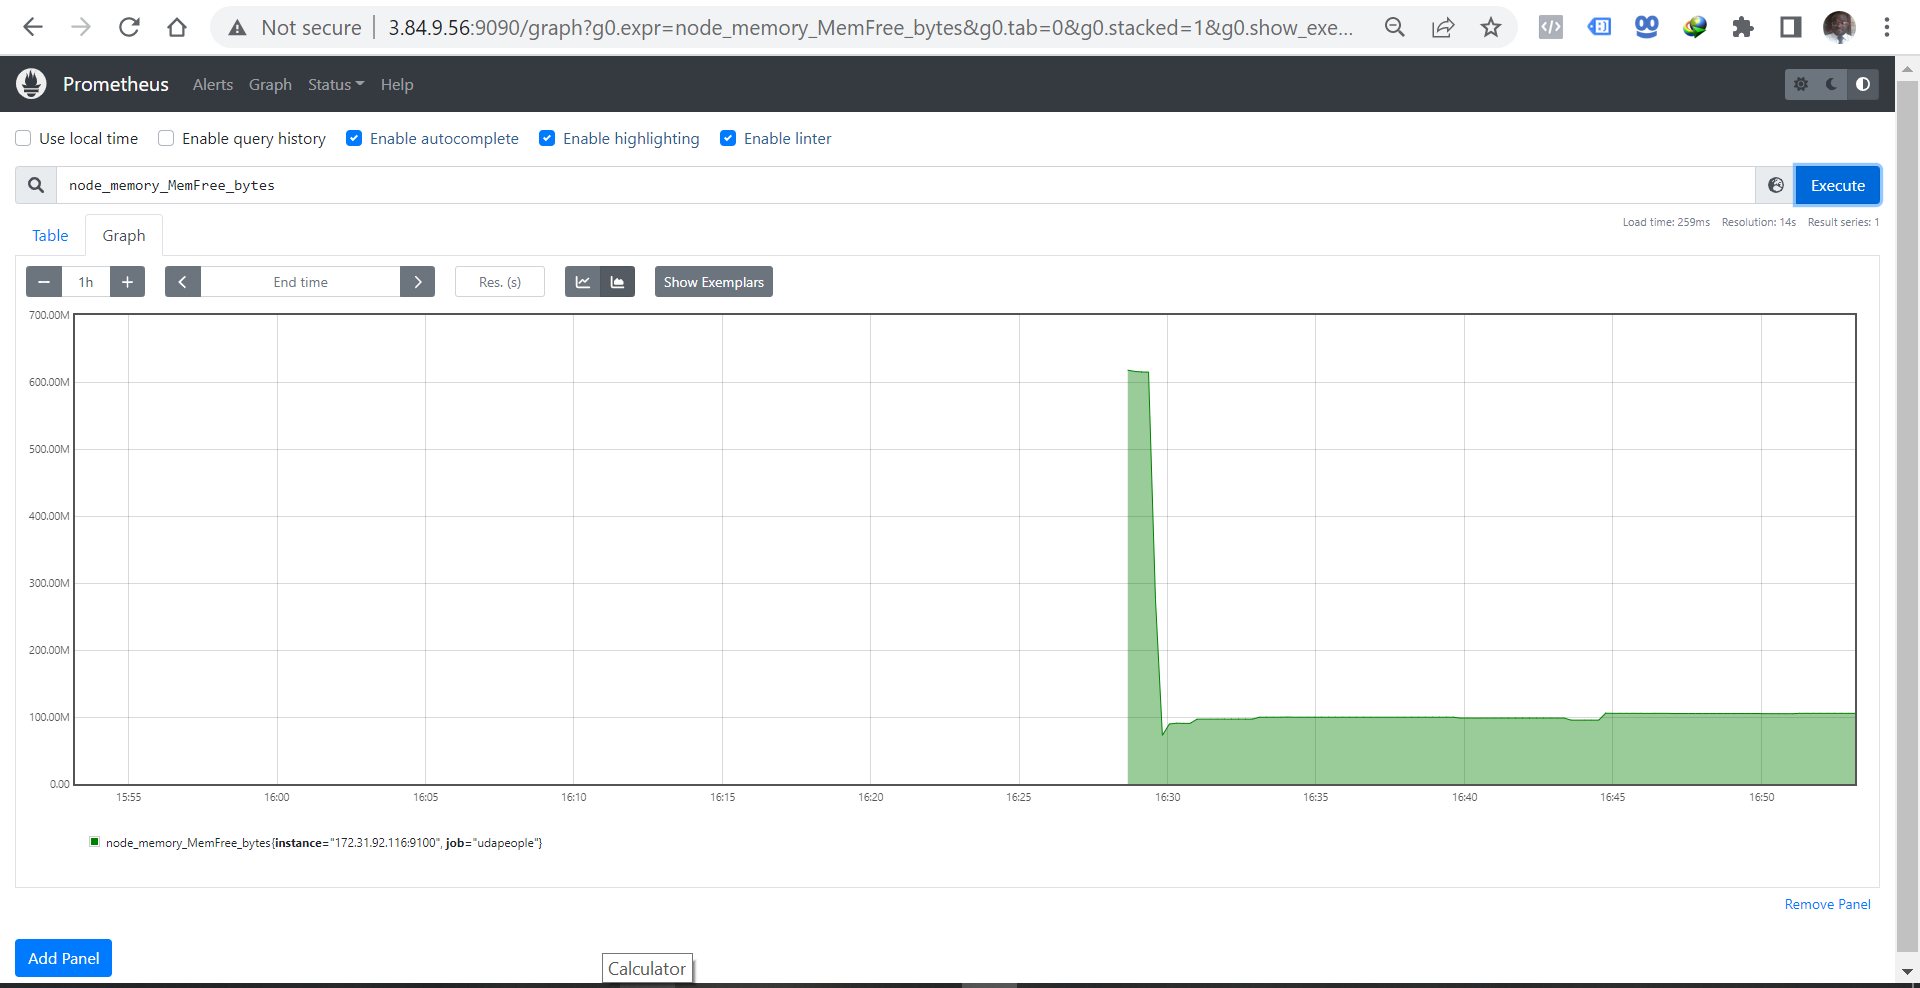 Not secure | 3.84.9.56:9090/graph?g0.expr=node_memory_MemFree_bytes&g0.tab=0&g0.stacked=1&g0.show_exe...
Prometheus Alerts Graph Status Help
Use local time Enable query history Enable autocomplete Enable highlighting Enable linter
node_memory_MemFree_bytes Execute
Load time: 259ms Resolution: 14s Result series: 1
Table Graph
1h End time Res. (s) Show Exemplars
700.00M
600.00M
500.00M
400.00M
300.00M
200.00M
100.00M
0.00
15:55 16:00 16:05 16:10 16:15 16:20 16:25 16:30 16:35 16:40 16:45 16:50
node_memory_MemFree_bytes{instance="172.31.92.116:9100", job="udapeople"}
Remove Panel
Add Panel
Calculator